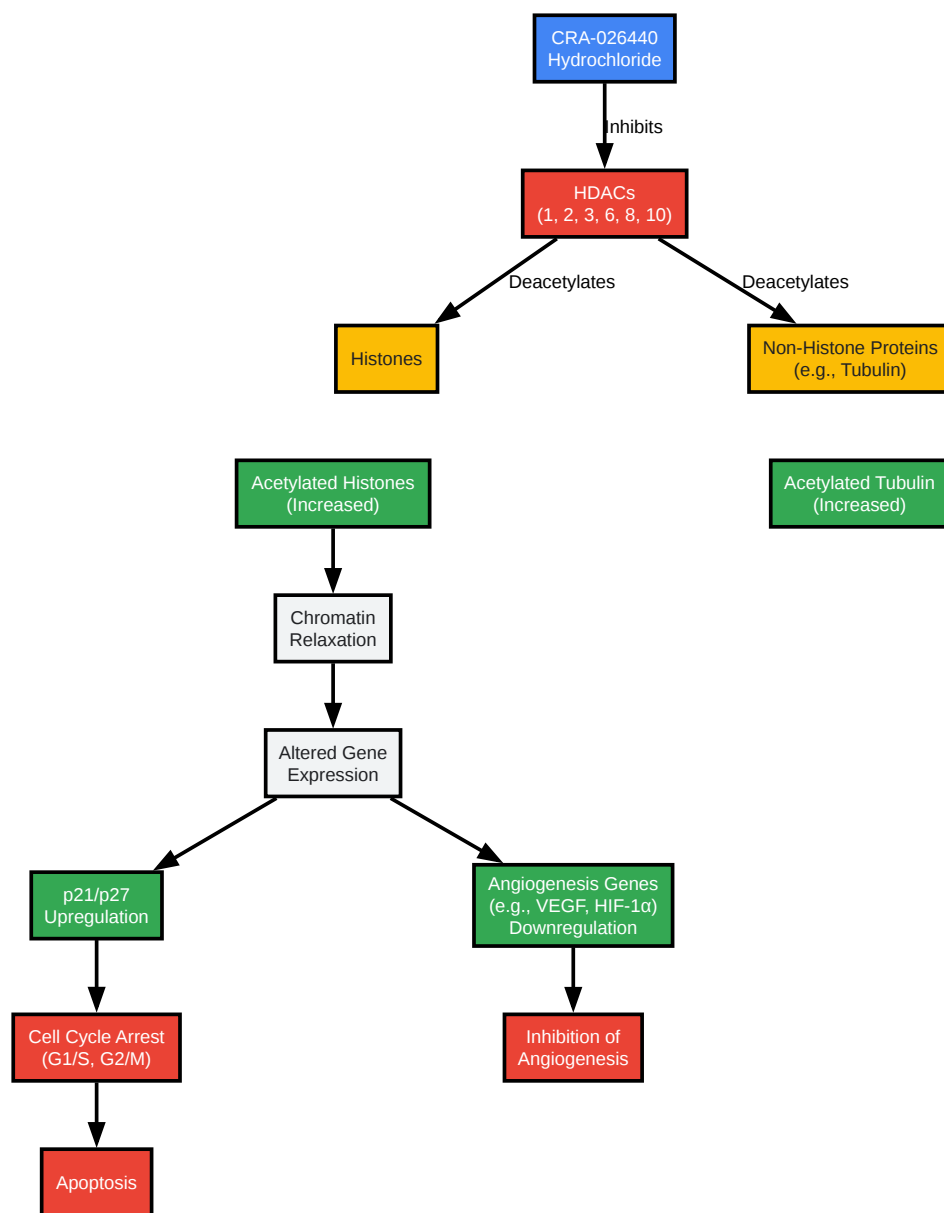 CRA-026440
Hydrochloride
Inhibits
HDACs
(1, 2, 3, 6, 8, 10)
Deacetylates
Deacetylates
Histones
Non-Histone Proteins
(e.g., Tubulin)
Acetylated Histones
(Increased)
Acetylated Tubulin
(Increased)
Chromatin
Relaxation
Altered Gene
Expression
p21/p27
Upregulation
Angiogenesis Genes
(e.g., VEGF, HIF-1α)
Downregulation
Cell Cycle Arrest
(G1/S, G2/M)
Inhibition of
Angiogenesis
Apoptosis